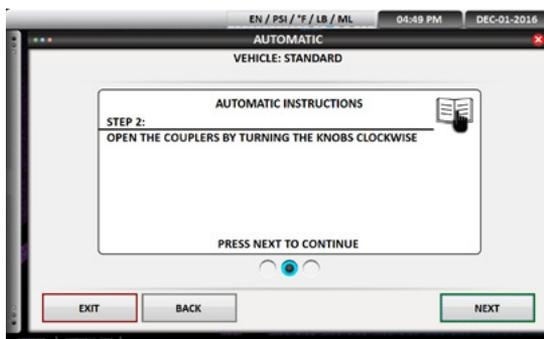 EN / PSI / °F / LB / ML 04:49 PM DEC-01-2016
AUTOMATIC
VEHICLE: STANDARD
AUTOMATIC INSTRUCTIONS
STEP 2:
OPEN THE COUPLERS BY TURNING THE KNOBS CLOCKWISE
PRESS NEXT TO CONTINUE
EXIT BACK NEXT